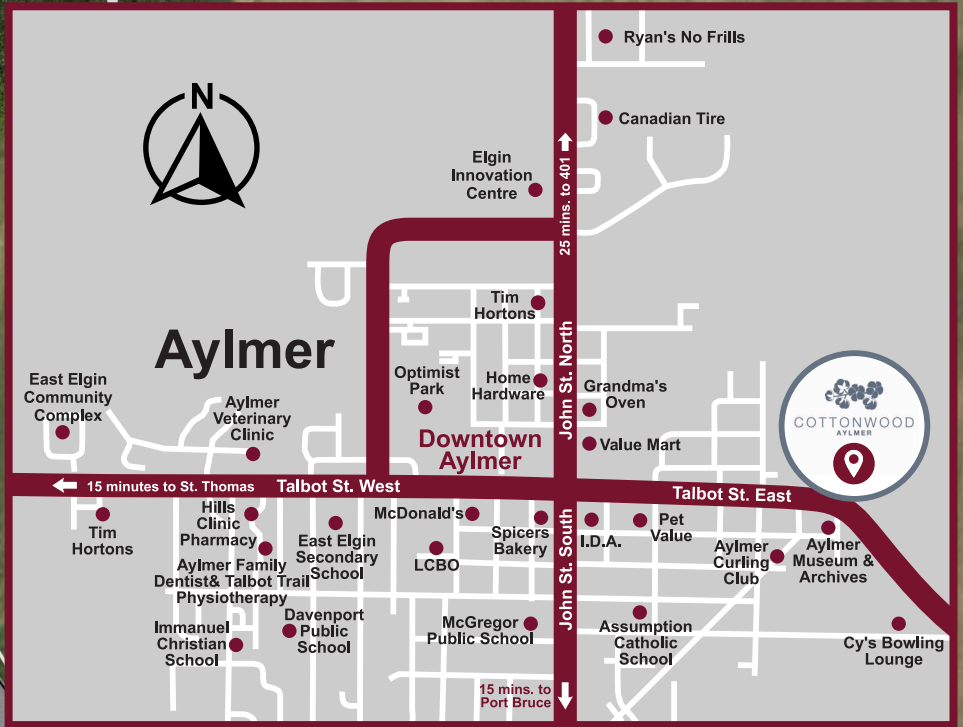 N
Ryan's No Frills
Canadian Tire
25 mins. to 401
Elgin
Innovation
Centre
Tim
Hortons
John St. North
Aylmer
East Elgin
Community
Complex
Aylmer
Veterinary
Clinic
Optimist
Park
Home
Hardware
Grandma's
Oven
Value Mart
Downtown
Aylmer
COTTONWOOD
AYLMER
15 minutes to St. Thomas
Talbot St. West
Talbot St. East
Tim
Hortons
Hills
Clinic
Pharmacy
East Elgin
Secondary
School
McDonald's
LCBO
Spicers
Bakery
I.D.A.
Pet
Value
Aylmer
Curling
Club
Aylmer
Museum &
Archives
Aylmer Family
Dentist& Talbot Trail
Physiotherapy
John St. South
Immanuel
Christian
School
Davenport
Public
School
McGregor
Public School
Assumption
Catholic
School
Cy's Bowling
Lounge
15 mins. to
Port Bruce